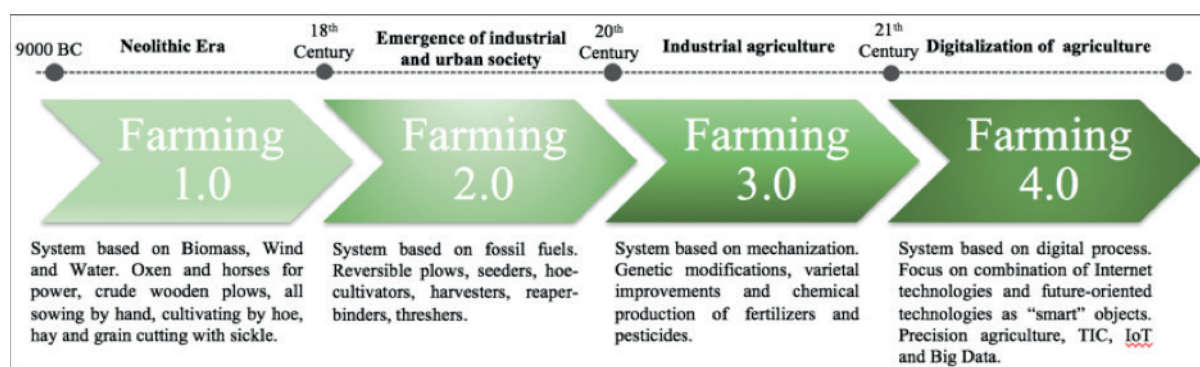 9000 BC
Neolithic Era
18th
Century
Emergence of industrial
and urban society
20th
Century
Industrial agriculture
21th
Century
Digitalization of agriculture
Farming
1.0
Farming
2.0
Farming
3.0
Farming
4.0
System based on Biomass, Wind
and Water. Oxen and horses for
power, crude wooden plows, all
sowing by hand, cultivating by hoe,
hay and grain cutting with sickle.
System based on fossil fuels.
Reversible plows, seeders, hoe-
cultivators, harvesters, reaper-
binders, threshers.
System based on mechanization.
Genetic modifications, varietal
improvements and chemical
production of fertilizers and
pesticides.
System based on digital process.
Focus on combination of Internet
technologies and future-oriented
technologies as “smart” objects.
Precision agriculture, TIC, IoT
and Big Data.